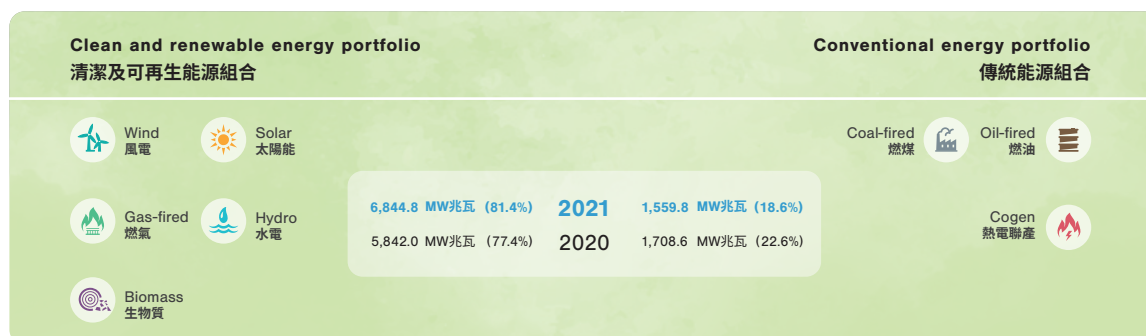 Clean and renewable energy portfolio
清潔及可再生能源組合
Conventional energy portfolio
傳統能源組合
Wind
風電
Solar
太陽能
Coal-fired
燃煤
Oil-fired
燃油
Gas-fired
燃氣
Hydro
水電
6,844.8 MW兆瓦 (81.4%) 2021 1,559.8 MW兆瓦 (18.6%)
5,842.0 MW兆瓦 (77.4%) 2020 1,708.6 MW兆瓦 (22.6%)
Cogen
熱電聯產
Biomass
生物質